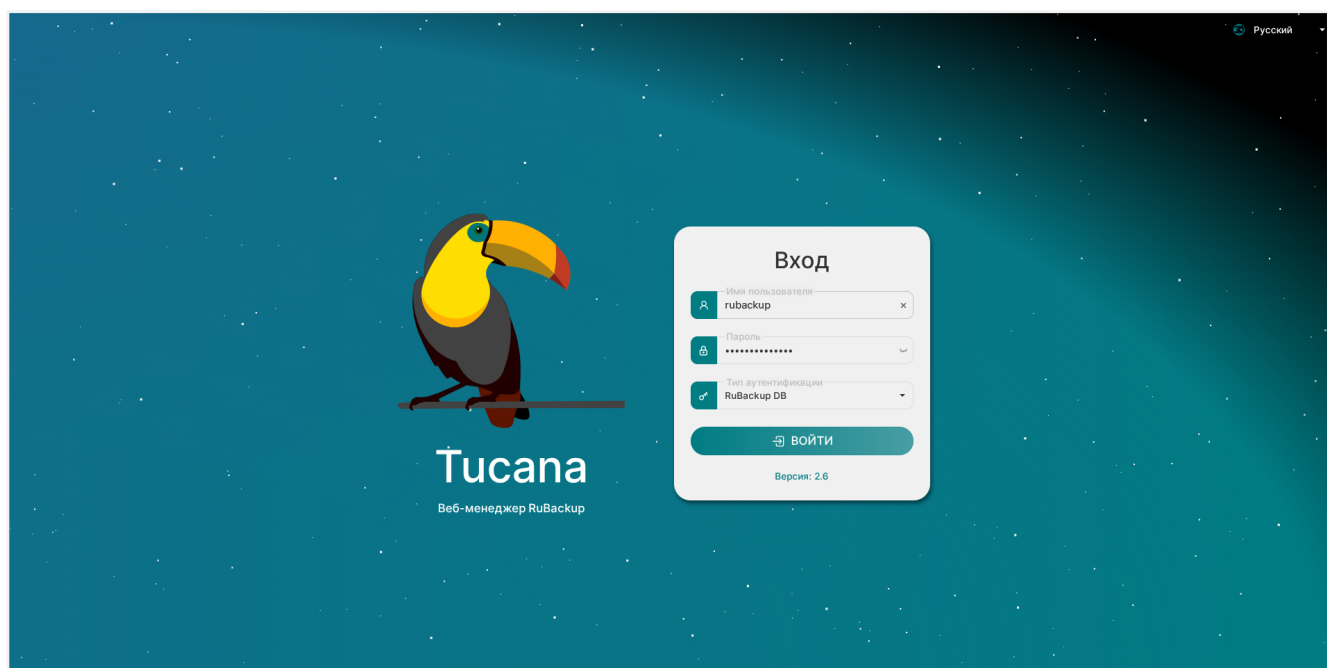 Русский
Вход
Имя пользователя
rubackup
Пароль
••••••••••••••
Тип аутентификации
RuBackup DB
ВОЙТИ
Версия: 2.6
Tucana
Веб-менеджер RuBackup